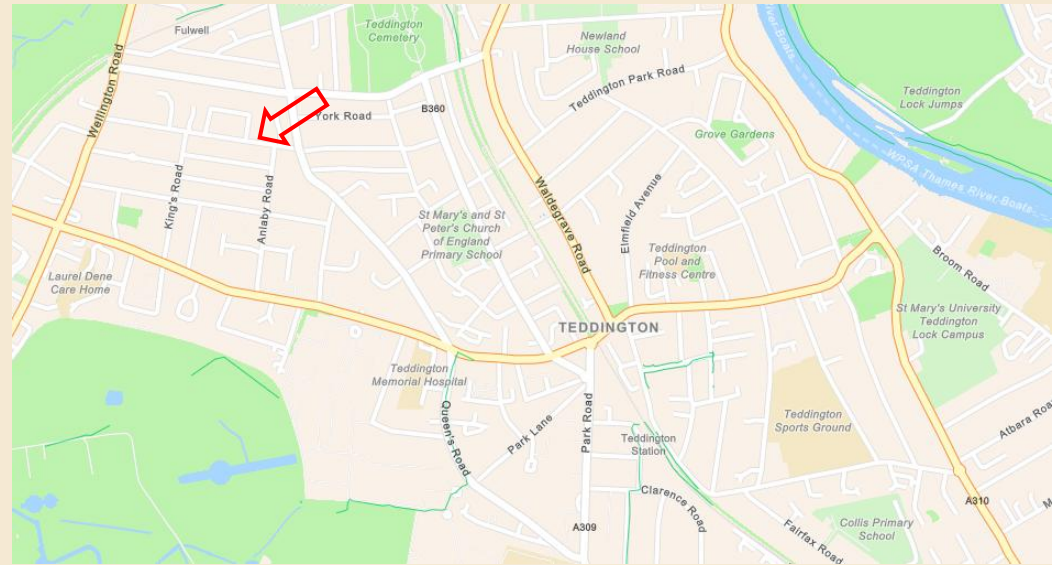 Fulwell
Teddington
Cemetery
Newland
House School
Teddington Park Road
River-Boats
Teddington
Lock Jumps
Wellington Road
B360
York Road
Grove Gardens
WPSA Thames River-Boats
King's Road
Anlaby Road
Waldegrave Road
Elmfield Avenue
St Mary's and St
Peter's Church
of England
Primary School
Teddington
Pool and
Fitness Centre
Broom Road
Laurel Dene
Care Home
St Mary's University
Teddington
Lock Campus
TEDDINGTON
Teddington
Memorial Hospital
Queen's Road
Park Lane
Park Road
Teddington
Station
Teddington
Sports Ground
Atbara Roa
Clarence Road
A310
M
A309
Fairfax Road
Collis Primary
School